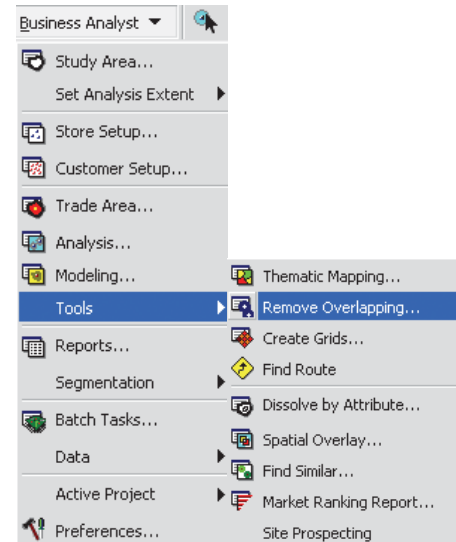 Business Analyst
Study Area...
Set Analysis Extent
Store Setup...
Customer Setup...
Trade Area...
Analysis...
Modeling...
Tools
Reports...
Segmentation
Batch Tasks...
Data
Active Project
Preferences...
Thematic Mapping...
Remove Overlapping...
Create Grids...
Find Route
Dissolve by Attribute...
Spatial Overlay...
Find Similar...
Market Ranking Report...
Site Prospecting